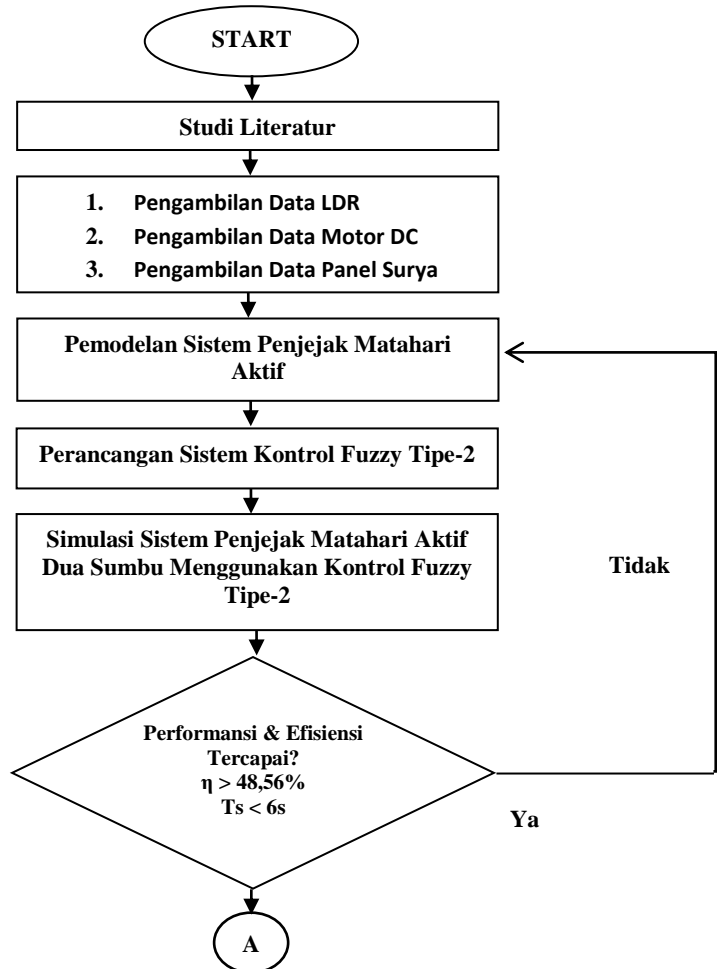 START
Studi Literatur
1. Pengambilan Data LDR
2. Pengambilan Data Motor DC
3. Pengambilan Data Panel Surya
Pemodelan Sistem Penjejak Matahari
Aktif
Perancangan Sistem Kontrol Fuzzy Tipe-2
Simulasi Sistem Penjejak Matahari Aktif
Dua Sumbu Menggunakan Kontrol Fuzzy
Tipe-2
Tidak
Performansi & Efisiensi
Tercapai?
η > 48,56%
Ts < 6s
Ya
A